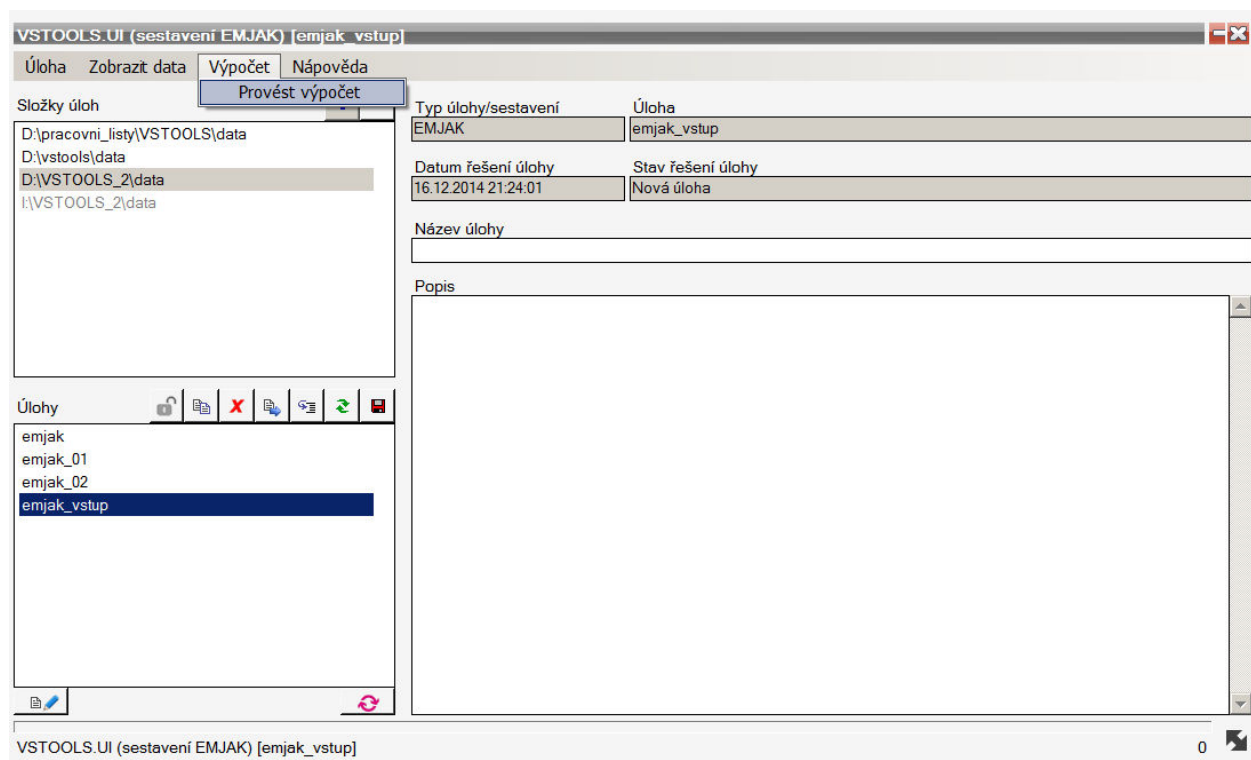 VSTOOLS.UI (sestavení EMJAK) [emjak_vstup]
Úloha Zobrazit data Výpočet Nápověda
Provést výpočet
Složky úloh
D:\pracovni_listy\VSTOOLS\data
D:\vstools\data
D:\VSTOOLS_2\data
I:\VSTOOLS_2\data
Typ úlohy/sestavení Úloha
EMJAK emjak_vstup
Datum řešení úlohy Stav řešení úlohy
16.12.2014 21:24:01 Nová úloha
Název úlohy
Popis
Úlohy
emjak
emjak_01
emjak_02
emjak_vstup
VSTOOLS.UI (sestavení EMJAK) [emjak_vstup] 0